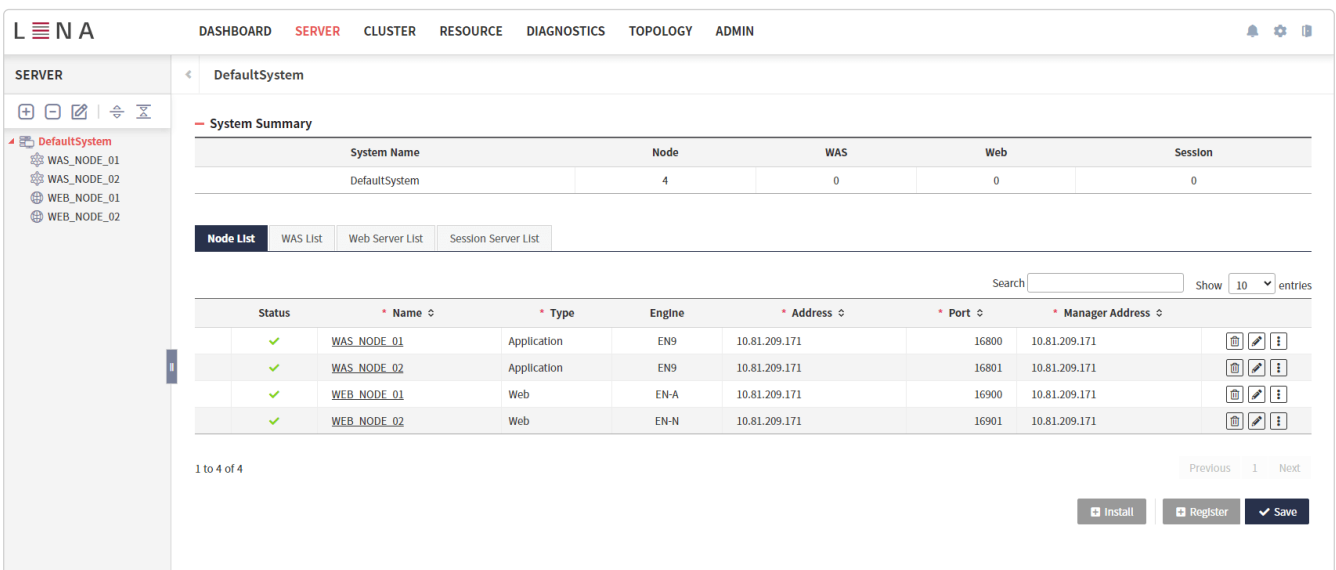 LENA
DASHBOARD SERVER CLUSTER RESOURCE DIAGNOSTICS TOPOLOGY ADMIN
SERVER
DefaultSystem
DefaultSystem
WAS_NODE_01
WAS_NODE_02
WEB_NODE_01
WEB_NODE_02
System Summary
System Name Node WAS Web Session
DefaultSystem 4 0 0 0
Node List WAS List Web Server List Session Server List
Search Show 10 entries
Status * Name * Type Engine * Address * Port * Manager Address
WAS_NODE_01 Application EN9 10.81.209.171 16800 10.81.209.171
WAS_NODE_02 Application EN9 10.81.209.171 16801 10.81.209.171
WEB_NODE_01 Web EN-A 10.81.209.171 16900 10.81.209.171
WEB_NODE_02 Web EN-N 10.81.209.171 16901 10.81.209.171
1 to 4 of 4
Previous 1 Next
Install Register Save